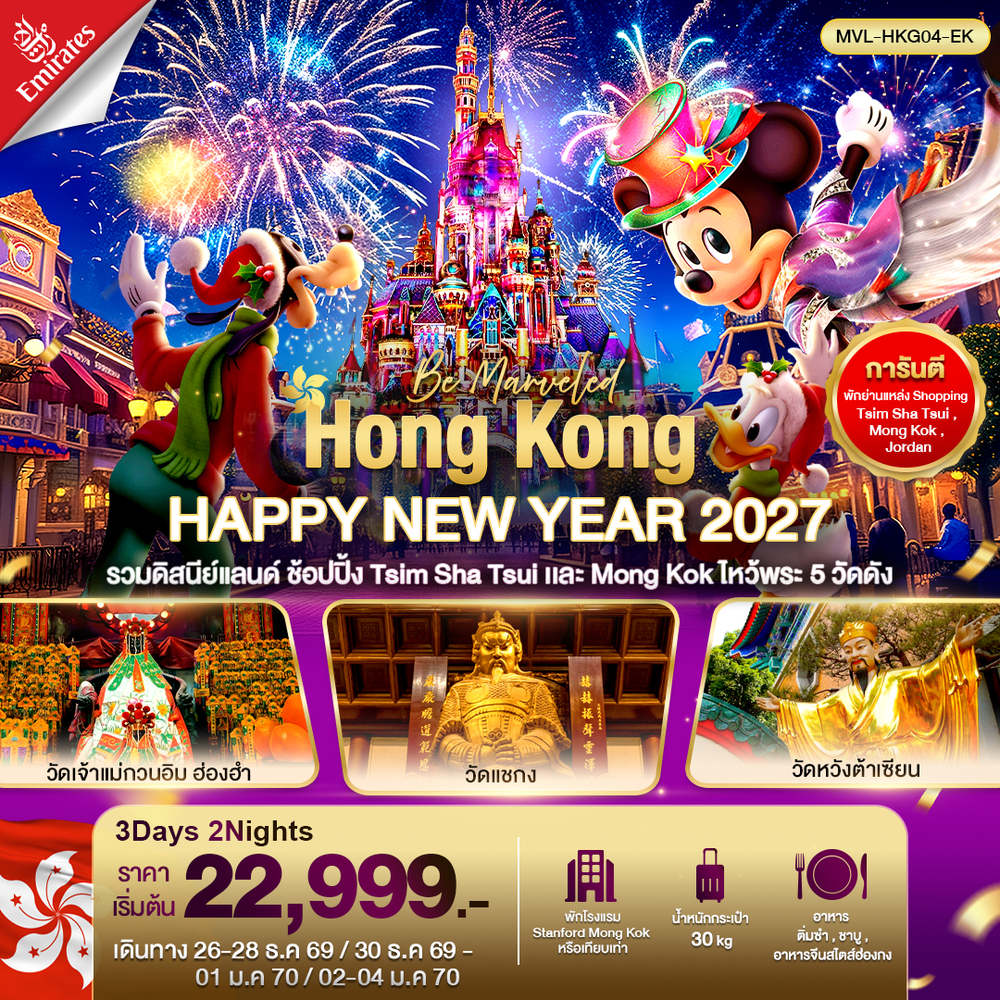 Emirates
MVL-HKG04-EK
Be Marveled
Hong Kong
HAPPY NEW YEAR 2027
รวมดิสนีย์แลนด์ ช้อปปิ้ง Tsim Sha Tsui และ Mong Kok ไหว้พระ 5 วัดดัง
การันตี
พักย่านแหล่ง Shopping
Tsim Sha Tsui ,
Mong Kok ,
Jordan
วัดเจ้าแม่กวนอิม ฮ่องฮำ
วัดแชกง
วัดหวังต้าเซียน
3Days 2Nights
ราคา
เริ่มต้น 22,999.-
เดินทาง 26-28 ธ.ค 69 / 30 ธ.ค 69 -
01 ม.ค 70 / 02-04 ม.ค 70
พักโรงแรม
Stanford Mong Kok
หรือเทียบเท่า
น้ำหนักกระเป๋า
30 kg
อาหาร
ติ่มซำ , ชาบู ,
อาหารจีนสไตส์ฮ่องกง